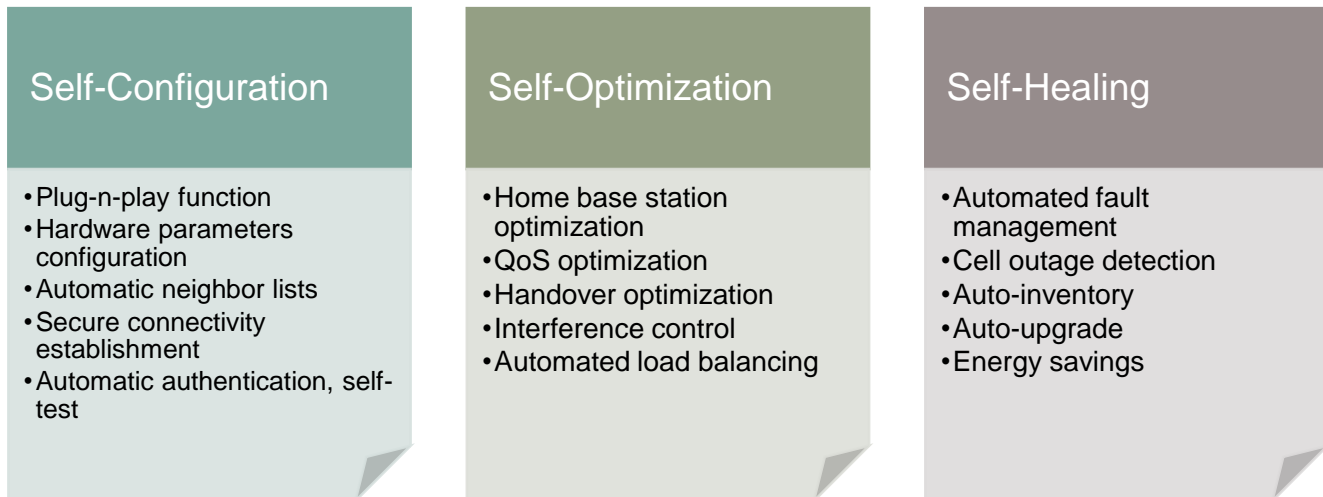 Self-Configuration
•Plug-n-play function
•Hardware parameters
configuration
•Automatic neighbor lists
•Secure connectivity
establishment
•Automatic authentication, self-
test
Self-Optimization
•Home base station
optimization
•QoS optimization
•Handover optimization
•Interference control
•Automated load balancing
Self-Healing
•Automated fault
management
•Cell outage detection
•Auto-inventory
•Auto-upgrade
•Energy savings